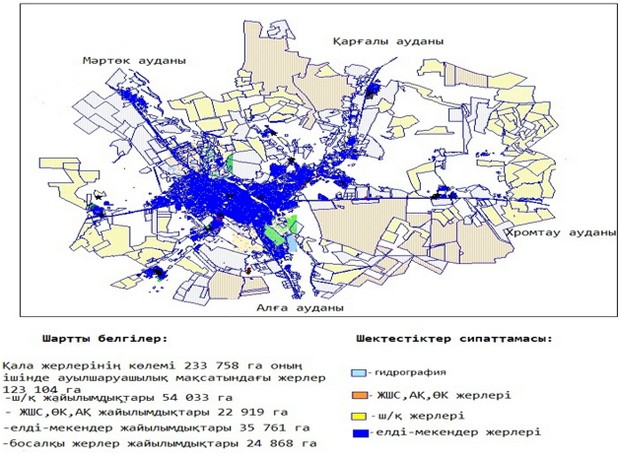 Қарғалы ауданы
Мәртөк ауданы
Хромтау ауданы
Алға ауданы
Шартты белгілер:
Қала жерлерінің көлемі 233 758 га оның
ішінде ауылшаруашылық мақсатындағы жерлер
123 104 га
-ш/қ жайылымдықтары 54 033 га
- ЖШС,ӨК,АҚ жайылымдықтары 22 919 га
-елді-мекендер жайылымдықтары 35 761 га
-босалқы жерлер жайылымдықтары 24 868 га
Шектестіктер сипаттамасы:
- гидрография
- ЖШС,АҚ,ӨК жерлері
- ш/қ жерлері
-елді-мекендер жерлері